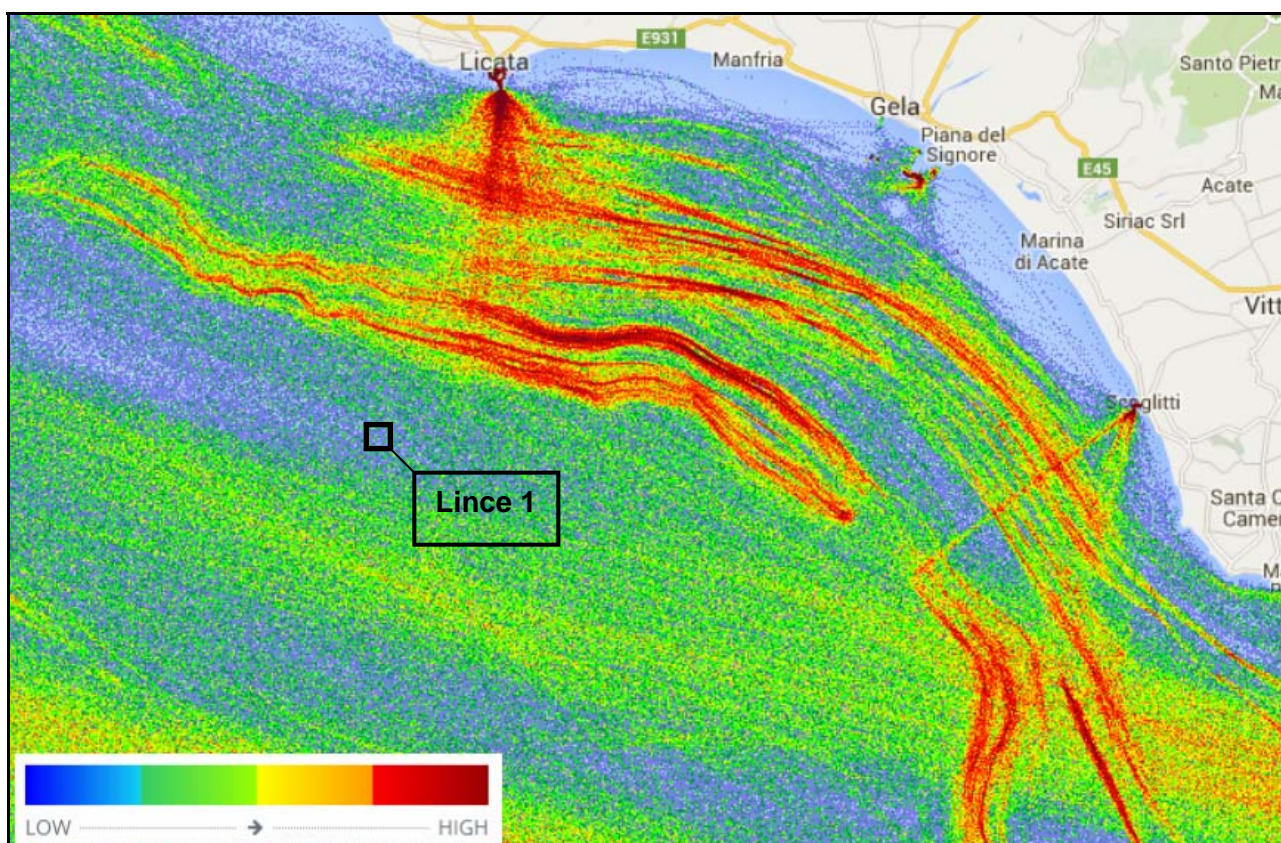 E931
Licata
Manfria
Santo Pietr
Ma
Gela
Piana del
Signore
E45
Acate
Siriac Srl
Marina
di Acate
Vitt
Scoglitti
Lince 1
Santa C
Camer
LOW
HIGH